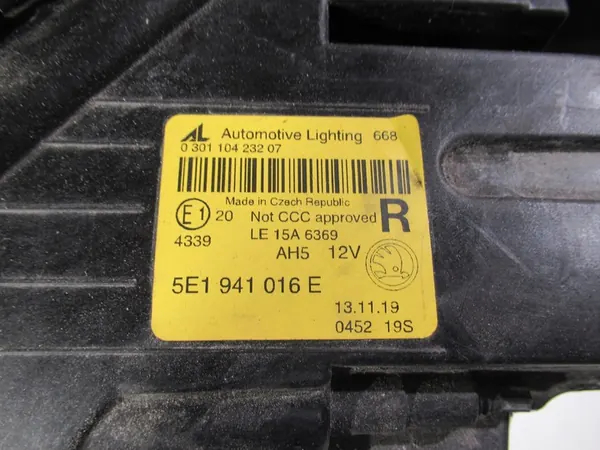 AL Automotive Lighting 668
0 301 104 232 07
Made in Czech Republic
E1 20 Not CCC approved R
4339 LE 15A 6369
AH5 12V
5E1 941 016 E
13.11.19
0452 19S